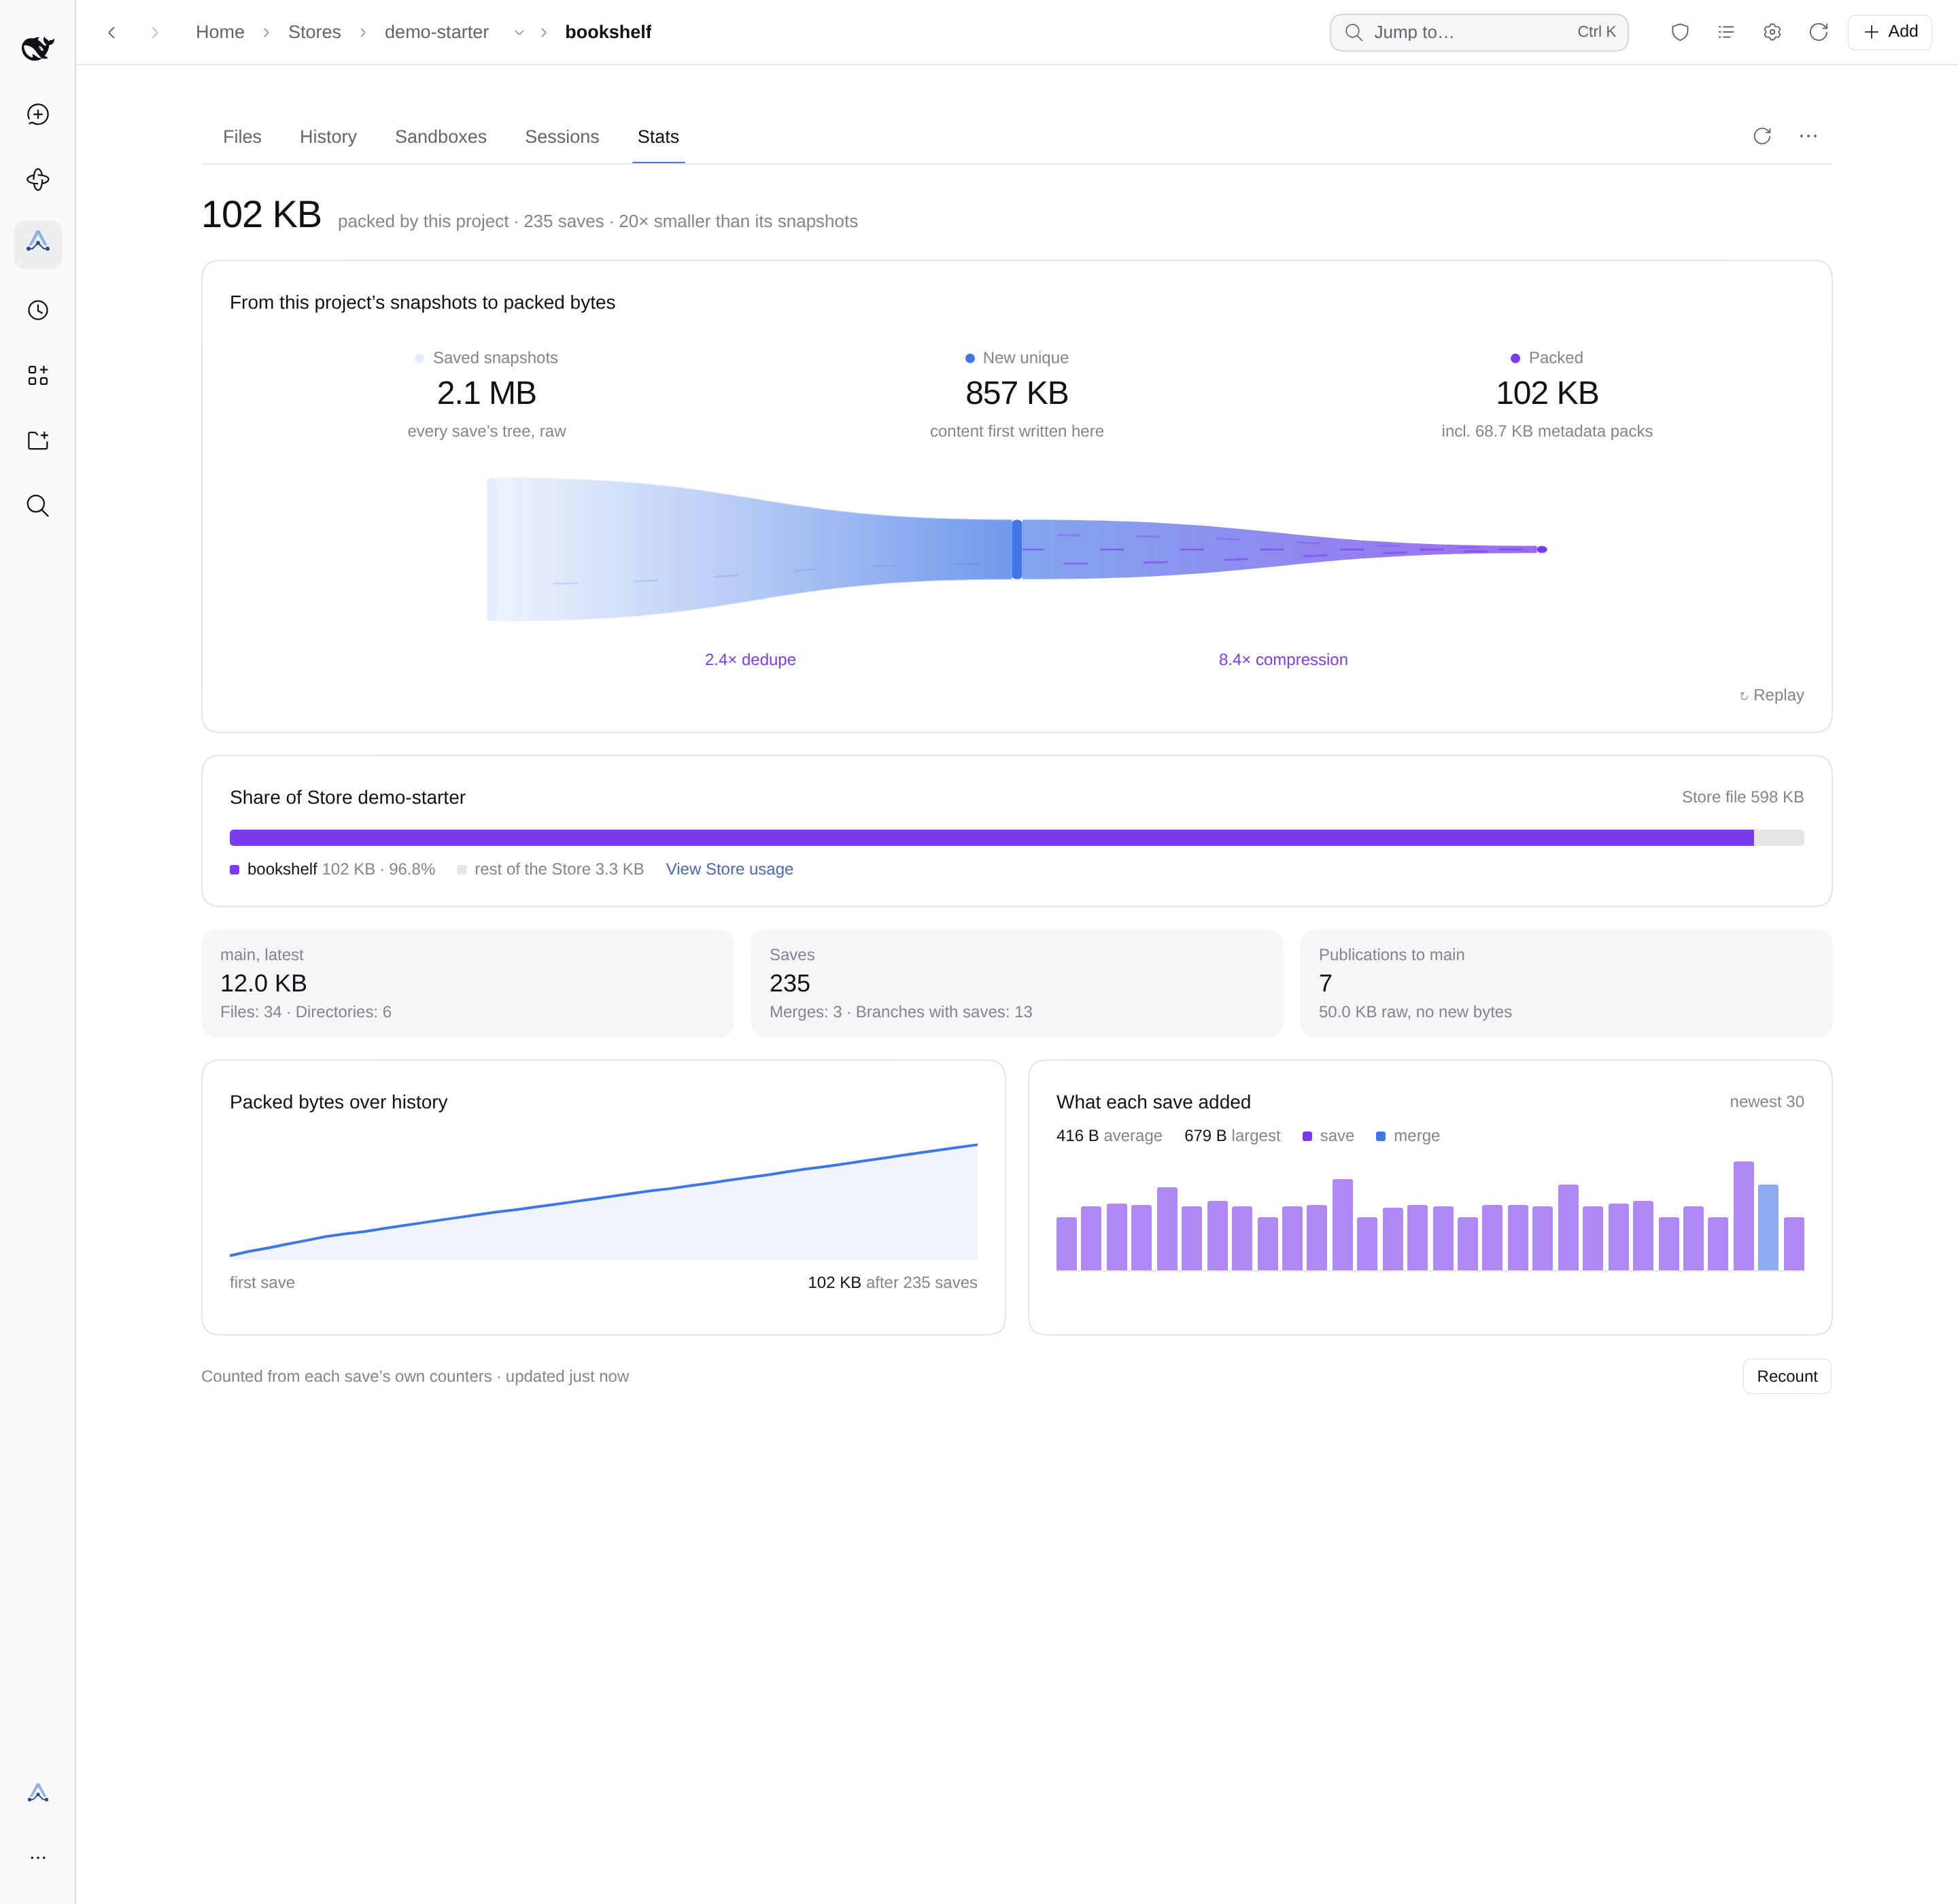 Home › Stores › demo-starter › bookshelf
Jump to… Ctrl K
Add
Files History Sandboxes Sessions Stats
102 KB packed by this project · 235 saves · 20× smaller than its snapshots
From this project’s snapshots to packed bytes
Saved snapshots
2.1 MB
every save’s tree, raw
New unique
857 KB
content first written here
Packed
102 KB
incl. 68.7 KB metadata packs
2.4× dedupe
8.4× compression
Replay
Share of Store demo-starter
Store file 598 KB
bookshelf 102 KB · 96.8% rest of the Store 3.3 KB View Store usage
main, latest
12.0 KB
Files: 34 · Directories: 6
Saves
235
Merges: 3 · Branches with saves: 13
Publications to main
7
50.0 KB raw, no new bytes
Packed bytes over history
first save
102 KB after 235 saves
What each save added
newest 30
416 B average 679 B largest save merge
Counted from each save’s own counters · updated just now
Recount